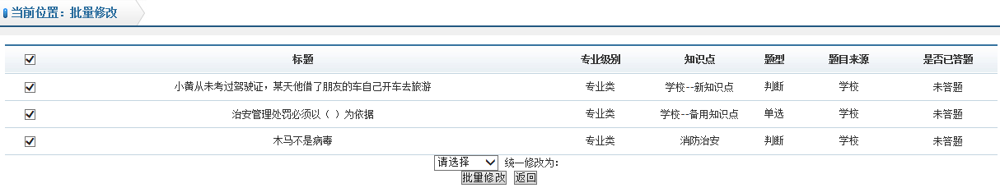 当前位置：批量修改
标题 专业级别 知识点 题型 题目来源 是否已答题
小黄从未考过驾驶证，某天他借了朋友的车自己开车去旅游 专业类 学校--新知识点 判断 学校 未答题
治安管理处罚必须以（ ）为依据 专业类 学校--备用知识点 单选 学校 未答题
木马不是病毒 专业类 消防治安 判断 学校 未答题
请选择 统一修改为：
批量修改 返回